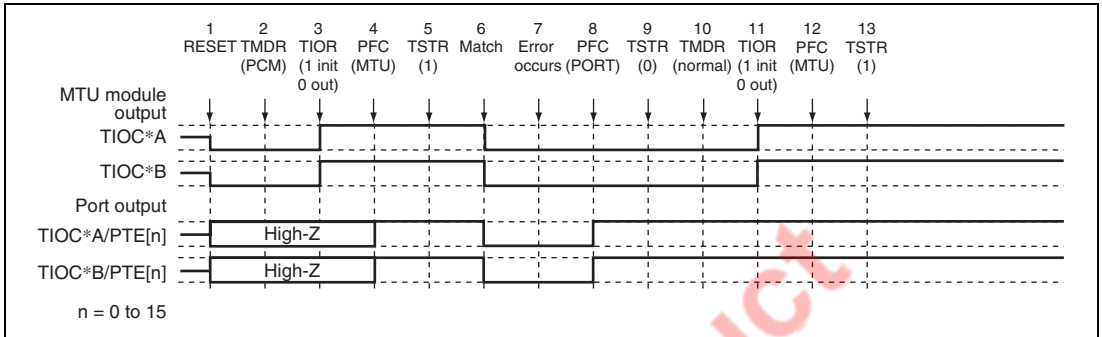 1 2 3 4 5 6 7 8 9 10 11 12 13
RESET TMDR TIOR PFC TSTR Match Error PFC TSTR TMDR TIOR PFC TSTR
(PCM) (1 init (MTU) (1) occurs (PORT) (0) (normal) (1 init (MTU) (1)
0 out) 0 out)
MTU module
output
TIOC*A
TIOC*B
Port output
TIOC*A/PTE[n] High-Z
TIOC*B/PTE[n] High-Z
n = 0 to 15